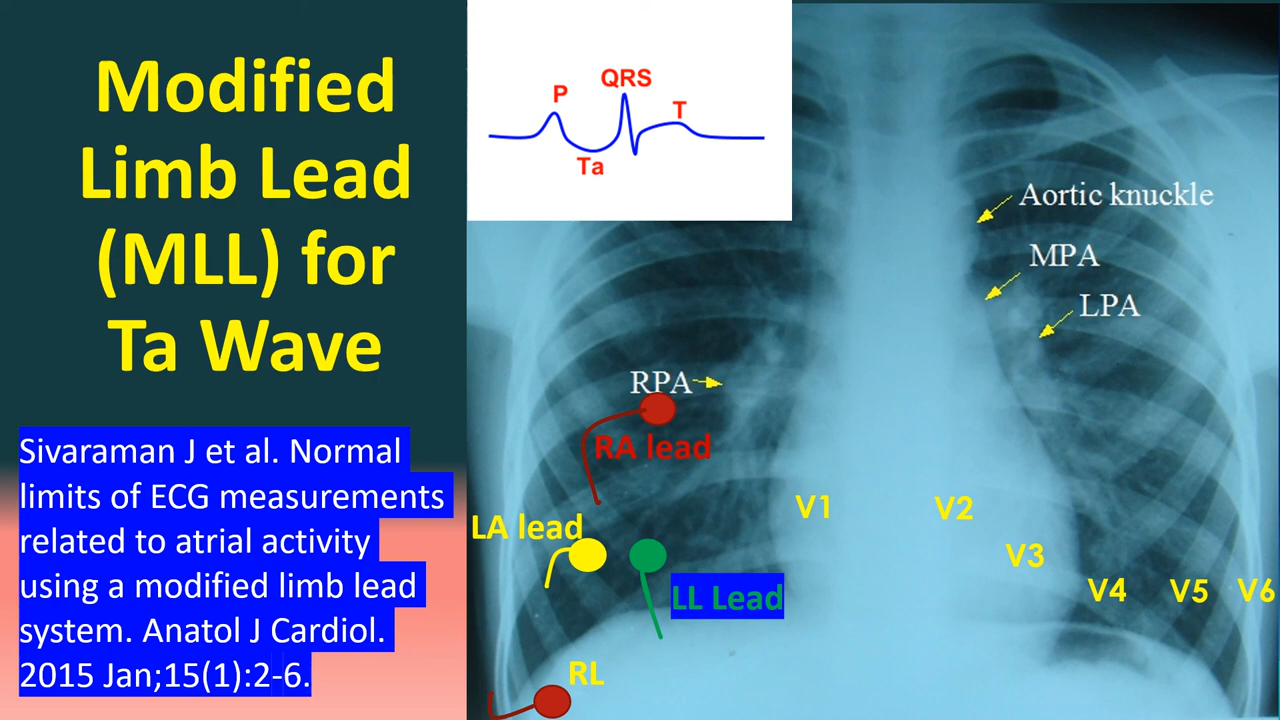 Modified
Limb Lead
(MLL) for
Ta Wave
Sivaraman J et al. Normal
limits of ECG measurements
related to atrial activity
using a modified limb lead
system. Anatol J Cardiol.
2015 Jan;15(1):2-6.
QRS
P
T
Ta
Aortic knuckle
MPA
LPA
RPA
RA lead
LA lead
V1
V2
V3
V4
V5
V6
LL Lead
RL